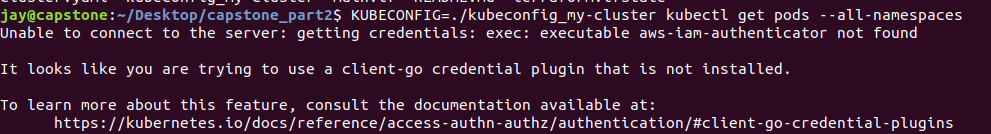 jay@capstone:~/Desktop/capstone_part2$ KUBECONFIG=./kubeconfig_my-cluster kubectl get pods --all-namespaces
Unable to connect to the server: getting credentials: exec: executable aws-iam-authenticator not found
It looks like you are trying to use a client-go credential plugin that is not installed.
To learn more about this feature, consult the documentation available at:
https://kubernetes.io/docs/reference/access-authn-authz/authentication/#client-go-credential-plugins